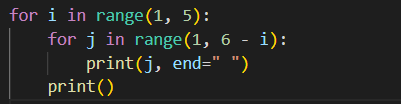 for i in range(1, 5):
    for j in range(1, 6 - i):
        print(j, end=" ")
    print()